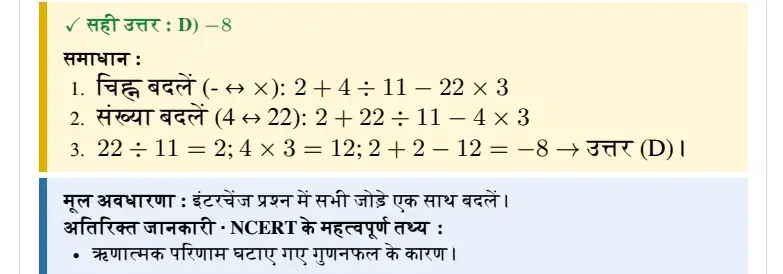 ✓ सही उत्तर : D) −8
समाधान :
1. चिह्न बदलें (- ↔ ×): 2 + 4 ÷ 11 − 22 × 3
2. संख्या बदलें (4 ↔ 22): 2 + 22 ÷ 11 − 4 × 3
3. 22 ÷ 11 = 2; 4 × 3 = 12; 2 + 2 − 12 = −8 → उत्तर (D)।
मूल अवधारणा : इंटरचेंज प्रश्न में सभी जोड़े एक साथ बदलें।
अतिरिक्त जानकारी · NCERT के महत्वपूर्ण तथ्य :
• ऋणात्मक परिणाम घटाए गए गुणनफल के कारण।